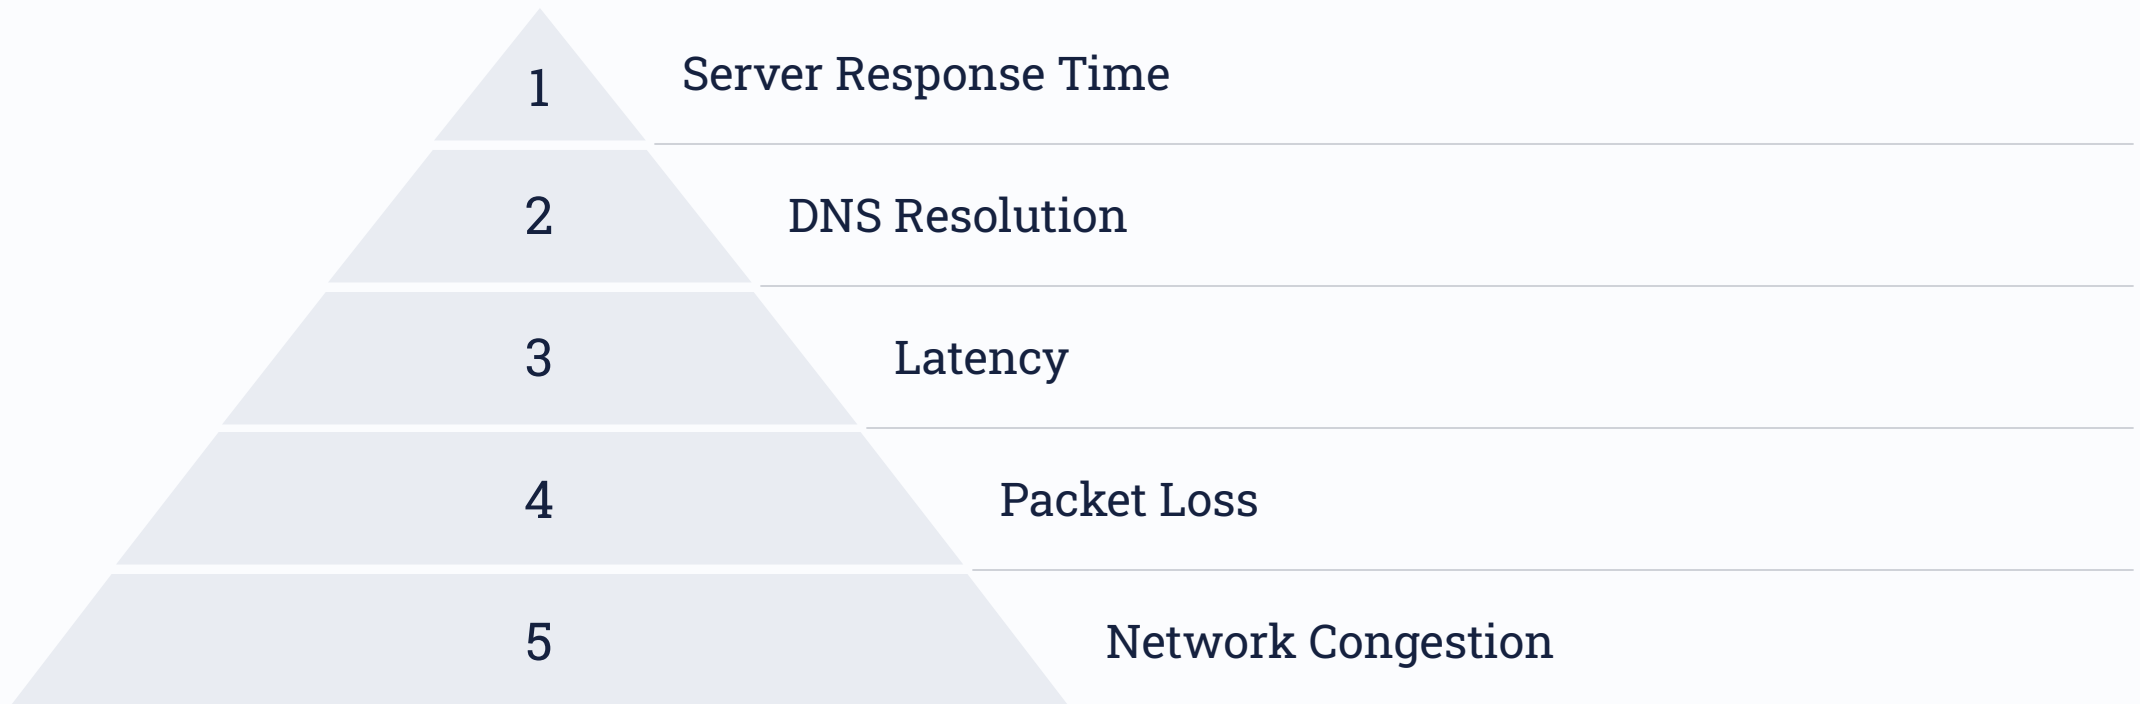 1 Server Response Time
2 DNS Resolution
3 Latency
4 Packet Loss
5 Network Congestion